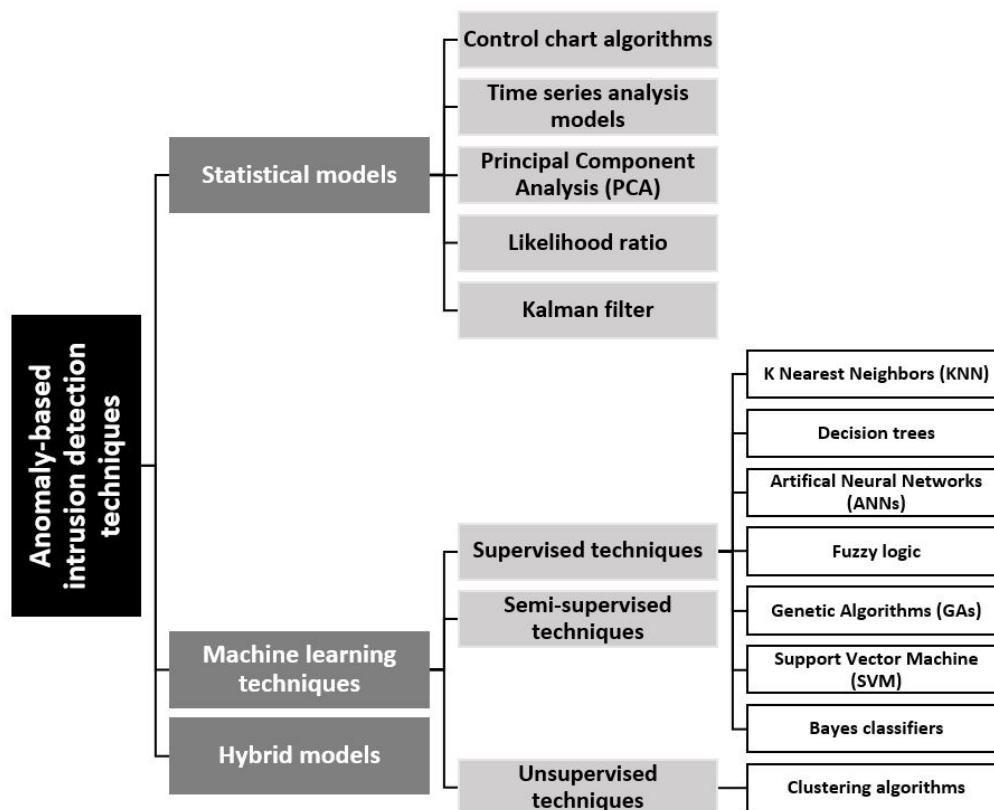 Anomaly-based
intrusion detection
techniques
Statistical models
Control chart algorithms
Time series analysis
models
Principal Component
Analysis (PCA)
Likelihood ratio
Kalman filter
Machine learning
techniques
Supervised techniques
K Nearest Neighbors (KNN)
Decision trees
Artifical Neural Networks
(ANNs)
Fuzzy logic
Genetic Algorithms (GAs)
Support Vector Machine
(SVM)
Bayes classifiers
Semi-supervised
techniques
Unsupervised
techniques
Clustering algorithms
Hybrid models